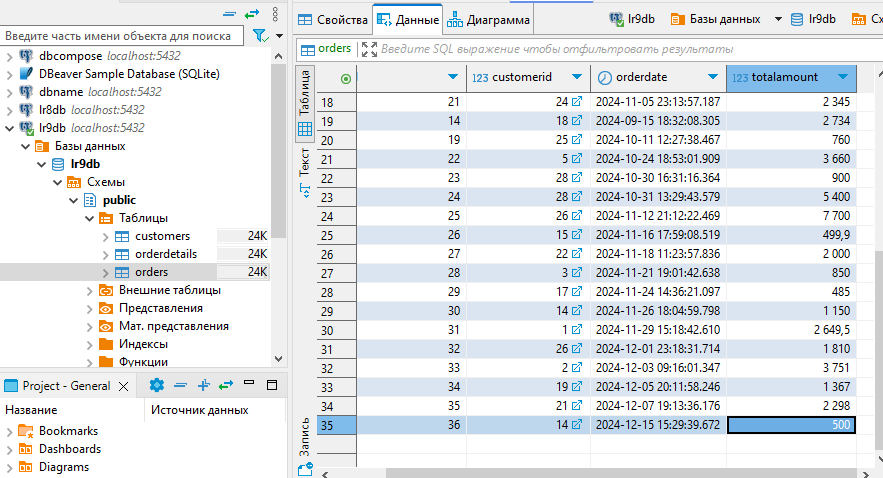 Введите часть имени объекта для поиска
dbcompose localhost:5432
DBeaver Sample Database (SQLite)
dbname localhost:5432
lr8db localhost:5432
lr9db localhost:5432
Базы данных
lr9db
Схемы
public
Таблицы
customers 24K
orderdetails 24K
orders 24K
Внешние таблицы
Представления
Мат. представления
Индексы
Функции
Project - General
Название Источник данных
Bookmarks
Dashboards
Diagrams
Свойства Данные Диаграмма lr9db Базы данных lr9db Сх
orders Введите SQL выражение чтобы отфильтровать результаты
Таблица
Текст
Запись
123 customerid orderdate 123 totalamount
18 21 24 2024-11-05 23:13:57.187 2 345
19 14 18 2024-09-15 18:32:08.305 2 734
20 19 25 2024-10-11 12:27:38.467 760
21 22 5 2024-10-24 18:53:01.909 3 660
22 23 28 2024-10-30 16:31:16.364 900
23 24 28 2024-10-31 13:29:43.579 5 400
24 25 26 2024-11-12 21:12:22.469 7 700
25 26 15 2024-11-16 17:59:08.519 499,9
26 27 22 2024-11-18 11:23:57.836 2 000
27 28 3 2024-11-21 19:01:42.638 850
28 29 17 2024-11-24 14:36:21.097 485
29 30 14 2024-11-26 18:04:59.798 1 150
30 31 1 2024-11-29 15:18:42.610 2 649,5
31 32 26 2024-12-01 23:18:31.714 1 810
32 33 2 2024-12-03 09:16:01.347 3 751
33 34 19 2024-12-05 20:11:58.246 1 367
34 35 21 2024-12-07 19:13:36.176 2 298
35 36 14 2024-12-15 15:29:39.672 500